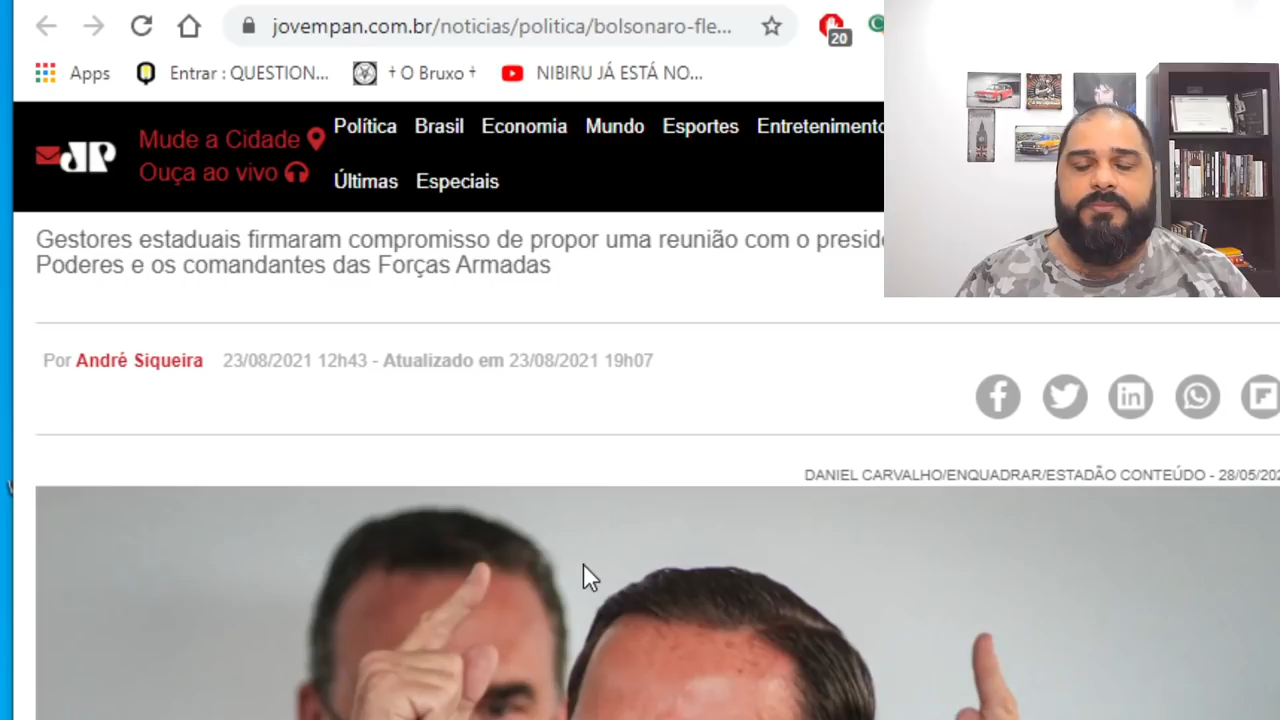 jovempan.com.br/noticias/politica/bolsonaro-fle...
20
Apps
Entrar : QUESTION...
† O Bruxo †
NIBIRU JÁ ESTÁ NO...
JP
Mude a Cidade
Ouça ao vivo
Política Brasil Economia Mundo Esportes Entretenimento
Últimas Especiais
Gestores estaduais firmaram compromisso de propor uma reunião com o preside
Poderes e os comandantes das Forças Armadas
Por André Siqueira 23/08/2021 12h43 - Atualizado em 23/08/2021 19h07
DANIEL CARVALHO/ENQUADRAR/ESTADÃO CONTEÚDO - 28/05/202